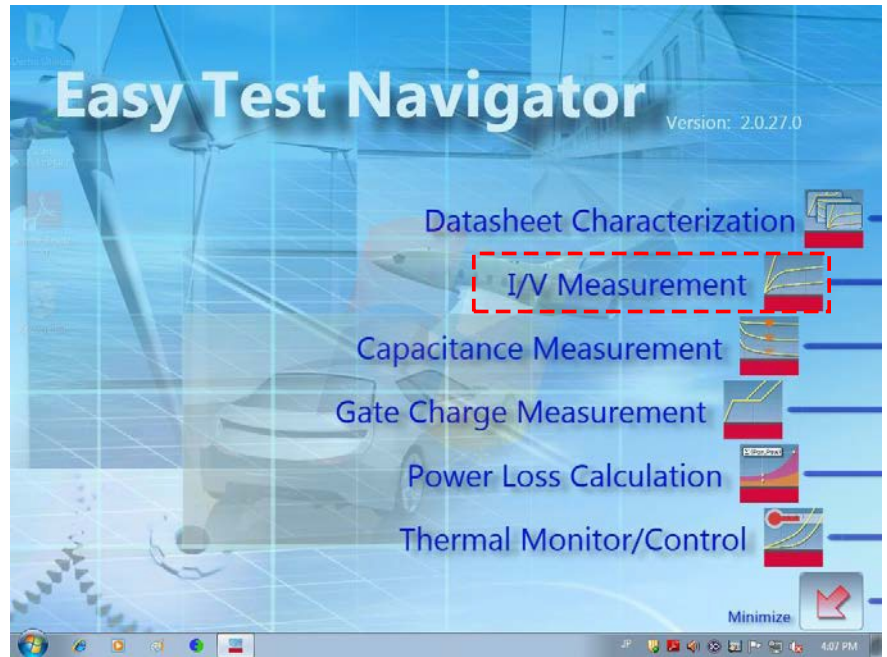 Easy Test Navigator
Version: 2.0.27.0
Datasheet Characterization
I/V Measurement
Capacitance Measurement
Gate Charge Measurement
Power Loss Calculation
Thermal Monitor/Control
Minimize
JP
4:07 PM